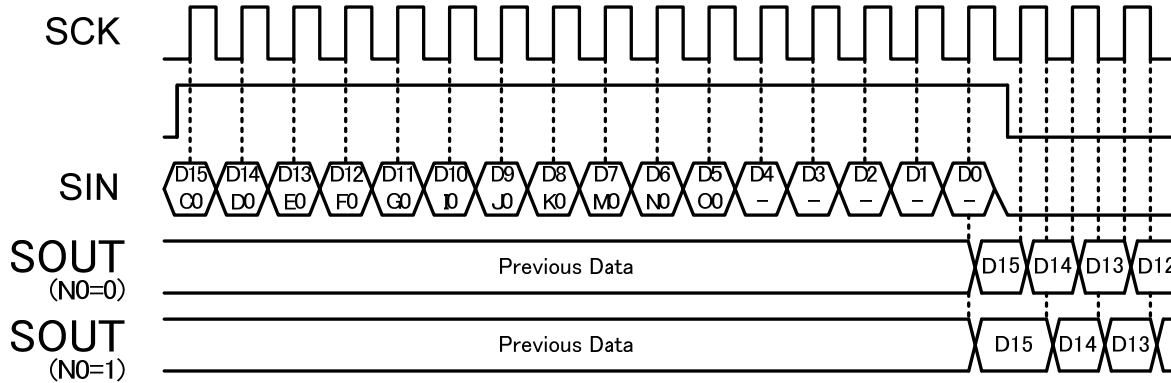 SCK
SIN
D15 D14 D13 D12 D11 D10 D9 D8 D7 D6 D5 D4 D3 D2 D1 D0
C0 D0 E0 F0 G0 I0 J0 K0 M0 N0 O0 - - - - -
SOUT
(N0=0)
Previous Data D15 D14 D13 D12
SOUT
(N0=1)
Previous Data D15 D14 D13